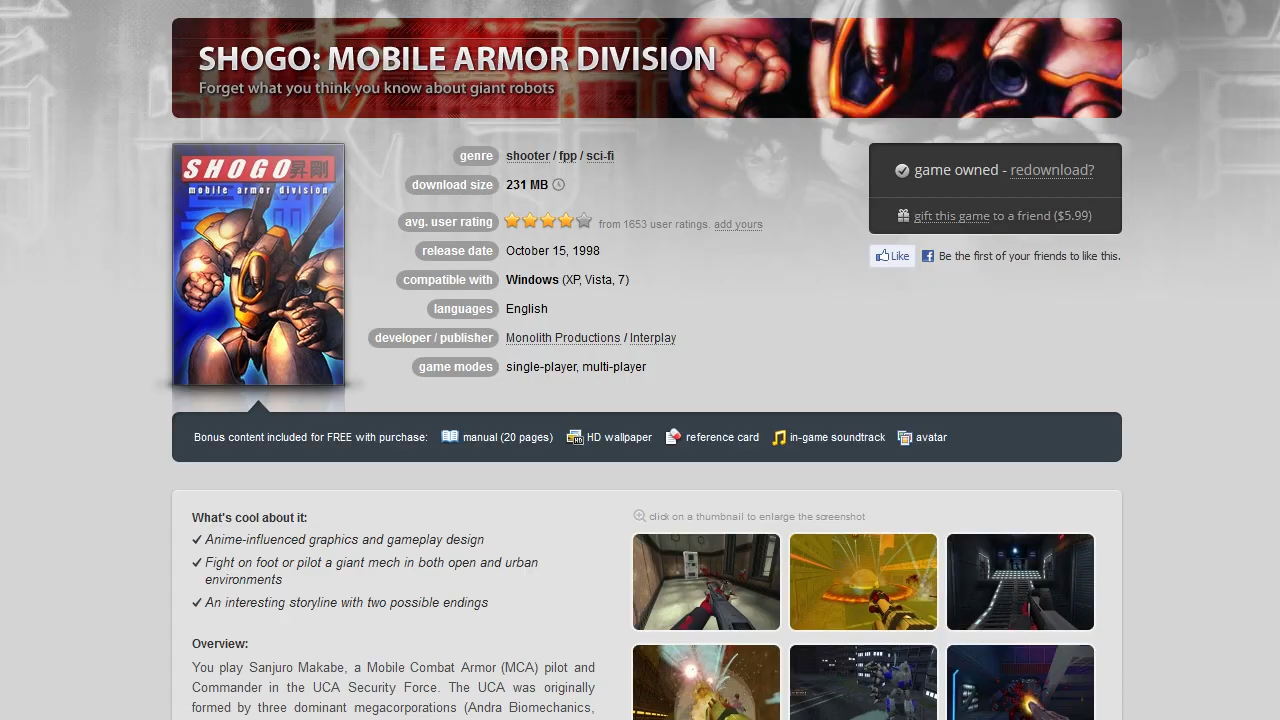 SHOGO: MOBILE ARMOR DIVISION
Forget what you think you know about giant robots
SHOGO昇剛
mobile armor division
genre shooter / fpp / sci-fi
download size 231 MB
avg. user rating from 1653 user ratings. add yours
release date October 15, 1998
compatible with Windows (XP, Vista, 7)
languages English
developer / publisher Monolith Productions / Interplay
game modes single-player, multi-player
game owned - redownload?
gift this game to a friend ($5.99)
Like Be the first of your friends to like this.
Bonus content included for FREE with purchase: manual (20 pages) HD wallpaper reference card in-game soundtrack avatar
What's cool about it:
Anime-influenced graphics and gameplay design
Fight on foot or pilot a giant mech in both open and urban
environments
An interesting storyline with two possible endings
Overview:
You play Sanjuro Makabe, a Mobile Combat Armor (MCA) pilot and
Commander in the UCA Security Force. The UCA was originally
formed by three dominant megacorporations (Andra Biomechanics,
click on a thumbnail to enlarge the screenshot